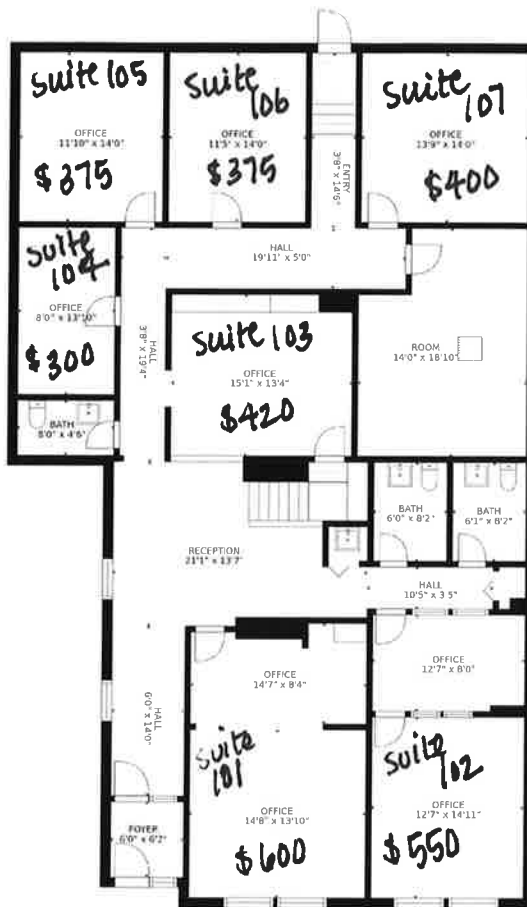 Suite 105
OFFICE
11'10" x 14'0"
$375
Suite
106
OFFICE
11'5" x 14'0"
$375
ENTRY
3'8" x 14'6"
Suite
107
OFFICE
13'9" x 14'0"
$400
HALL
19'11" x 5'0"
Suite
104
OFFICE
8'0" x 13'10"
$300
HALL
3'8" x 19'4"
Suite 103
OFFICE
15'1" x 13'4"
$420
ROOM
14'0" x 18'10"
BATH
8'0" x 4'6"
RECEPTION
21'1" x 13'7"
BATH
6'0" x 8'2"
BATH
6'1" x 8'2"
HALL
10'5" x 3'5"
OFFICE
14'7" x 8'4"
OFFICE
12'7" x 8'0"
HALL
6'0" x 14'0"
Suite
101
OFFICE
14'8" x 13'10"
$600
Suite
102
OFFICE
12'7" x 14'11"
$550
FOYER
6'0" x 6'2"